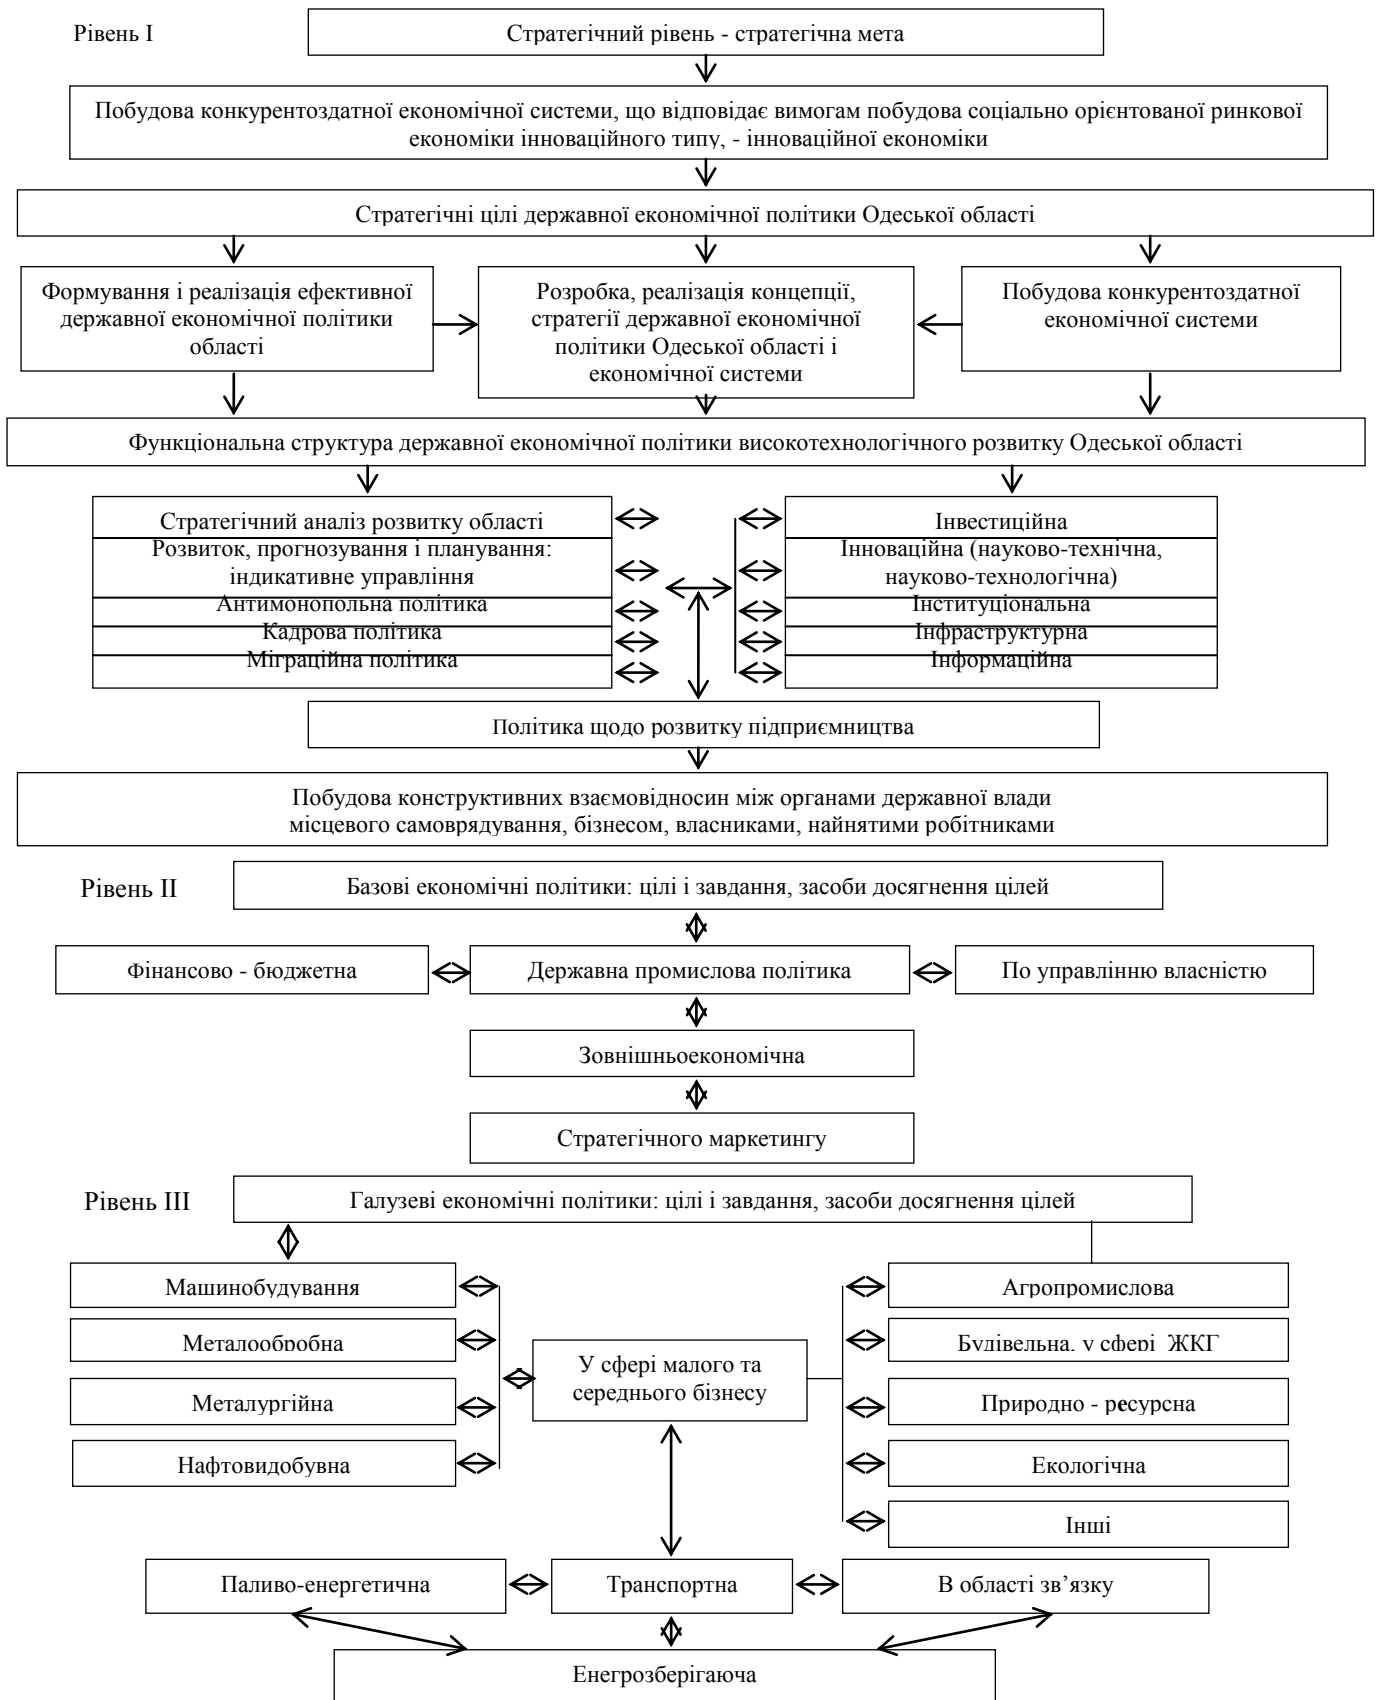 Рівень І
Стратегічний рівень - стратегічна мета
Побудова конкурентоздатної економічної системи, що відповідає вимогам побудова соціально орієнтованої ринкової
економіки інноваційного типу, - інноваційної економіки
Стратегічні цілі державної економічної політики Одеської області
Формування і реалізація ефективної
державної економічної політики
області
Розробка, реалізація концепції,
стратегії державної економічної
політики Одеської області і
економічної системи
Побудова конкурентоздатної
економічної системи
Функціональна структура державної економічної політики високотехнологічного розвитку Одеської області
Стратегічний аналіз розвитку області
Розвиток, прогнозування і планування:
індикативне управління
Антимонопольна політика
Кадрова політика
Міграційна політика
Інвестиційна
Інноваційна (науково-технічна,
науково-технологічна)
Інституціональна
Інфраструктурна
Інформаційна
Політика щодо розвитку підприємництва
Побудова конструктивних взаємовідносин між органами державної влади
місцевого самоврядування, бізнесом, власниками, найнятими робітниками
Рівень ІІ
Базові економічні політики: цілі і завдання, засоби досягнення цілей
Фінансово - бюджетна
Державна промислова політика
По управлінню власністю
Зовнішньоекономічна
Стратегічного маркетингу
Рівень ІІІ
Галузеві економічні політики: цілі і завдання, засоби досягнення цілей
Машинобудування
Металообробна
Металургійна
Нафтовидобувна
У сфері малого та
середнього бізнесу
Агропромислова
Будівельна, у сфері ЖКГ
Природно - ресурсна
Екологічна
Інші
Паливо-енергетична
Транспортна
В області зв’язку
Енегрозберігаюча